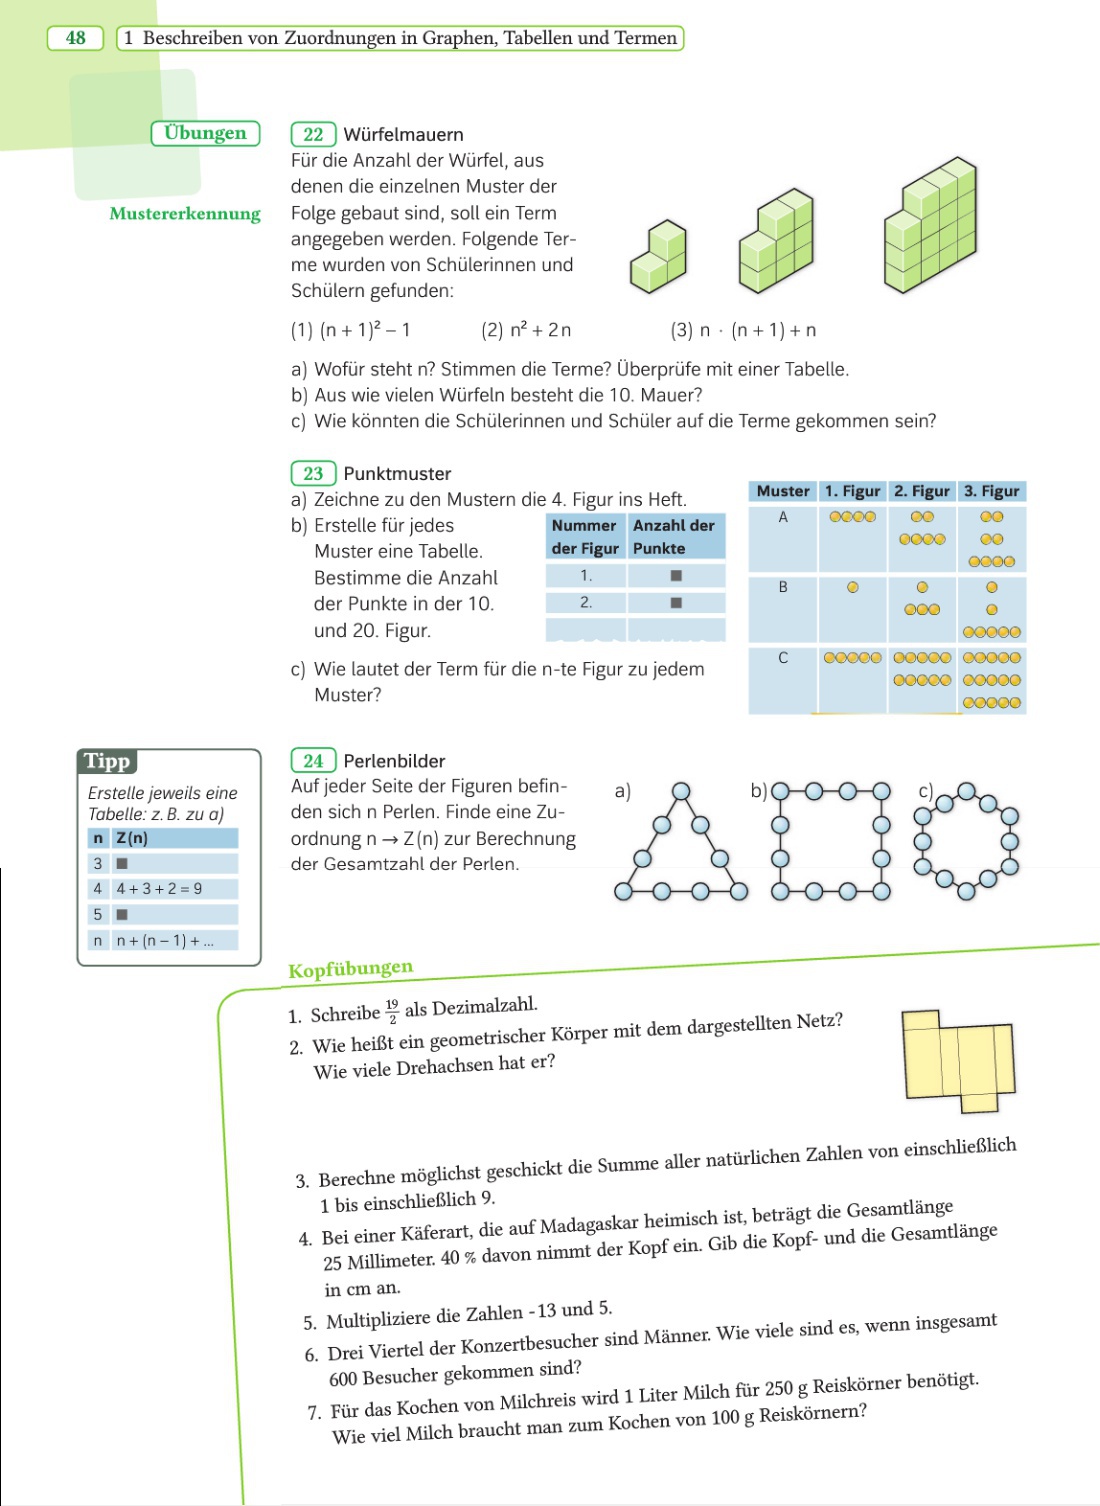 48
1 Beschreiben von Zuordnungen in Graphen, Tabellen und Termen
Übungen
Mustererkennung
22 Würfelmauern
Für die Anzahl der Würfel, aus
denen die einzelnen Muster der
Folge gebaut sind, soll ein Term
angegeben werden. Folgende Ter-
me wurden von Schülerinnen und
Schülern gefunden:
(1) (n + 1)² – 1 (2) n² + 2 n (3) n · (n + 1) + n
a) Wofür steht n? Stimmen die Terme? Überprüfe mit einer Tabelle.
b) Aus wie vielen Würfeln besteht die 10. Mauer?
c) Wie könnten die Schülerinnen und Schüler auf die Terme gekommen sein?
23 Punktmuster
a) Zeichne zu den Mustern die 4. Figur ins Heft.
b) Erstelle für jedes
Muster eine Tabelle.
Bestimme die Anzahl
der Punkte in der 10.
und 20. Figur.
Nummer Anzahl der
der Figur Punkte
1. ■
2. ■
c) Wie lautet der Term für die n-te Figur zu jedem
Muster?
Muster 1. Figur 2. Figur 3. Figur
A
B
C
Tipp
Erstelle jeweils eine
Tabelle: z. B. zu a)
n Z (n)
3 ■
4 4 + 3 + 2 = 9
5 ■
n n + (n – 1) + ...
24 Perlenbilder
Auf jeder Seite der Figuren befin-
den sich n Perlen. Finde eine Zu-
ordnung n → Z (n) zur Berechnung
der Gesamtzahl der Perlen.
a) b) c)
Kopfübungen
1. Schreibe 19/2 als Dezimalzahl.
2. Wie heißt ein geometrischer Körper mit dem dargestellten Netz?
Wie viele Drehachsen hat er?
3. Berechne möglichst geschickt die Summe aller natürlichen Zahlen von einschließlich
1 bis einschließlich 9.
4. Bei einer Käferart, die auf Madagaskar heimisch ist, beträgt die Gesamtlänge
25 Millimeter. 40 % davon nimmt der Kopf ein. Gib die Kopf- und die Gesamtlänge
in cm an.
5. Multipliziere die Zahlen -13 und 5.
6. Drei Viertel der Konzertbesucher sind Männer. Wie viele sind es, wenn insgesamt
600 Besucher gekommen sind?
7. Für das Kochen von Milchreis wird 1 Liter Milch für 250 g Reiskörner benötigt.
Wie viel Milch braucht man zum Kochen von 100 g Reiskörnern?